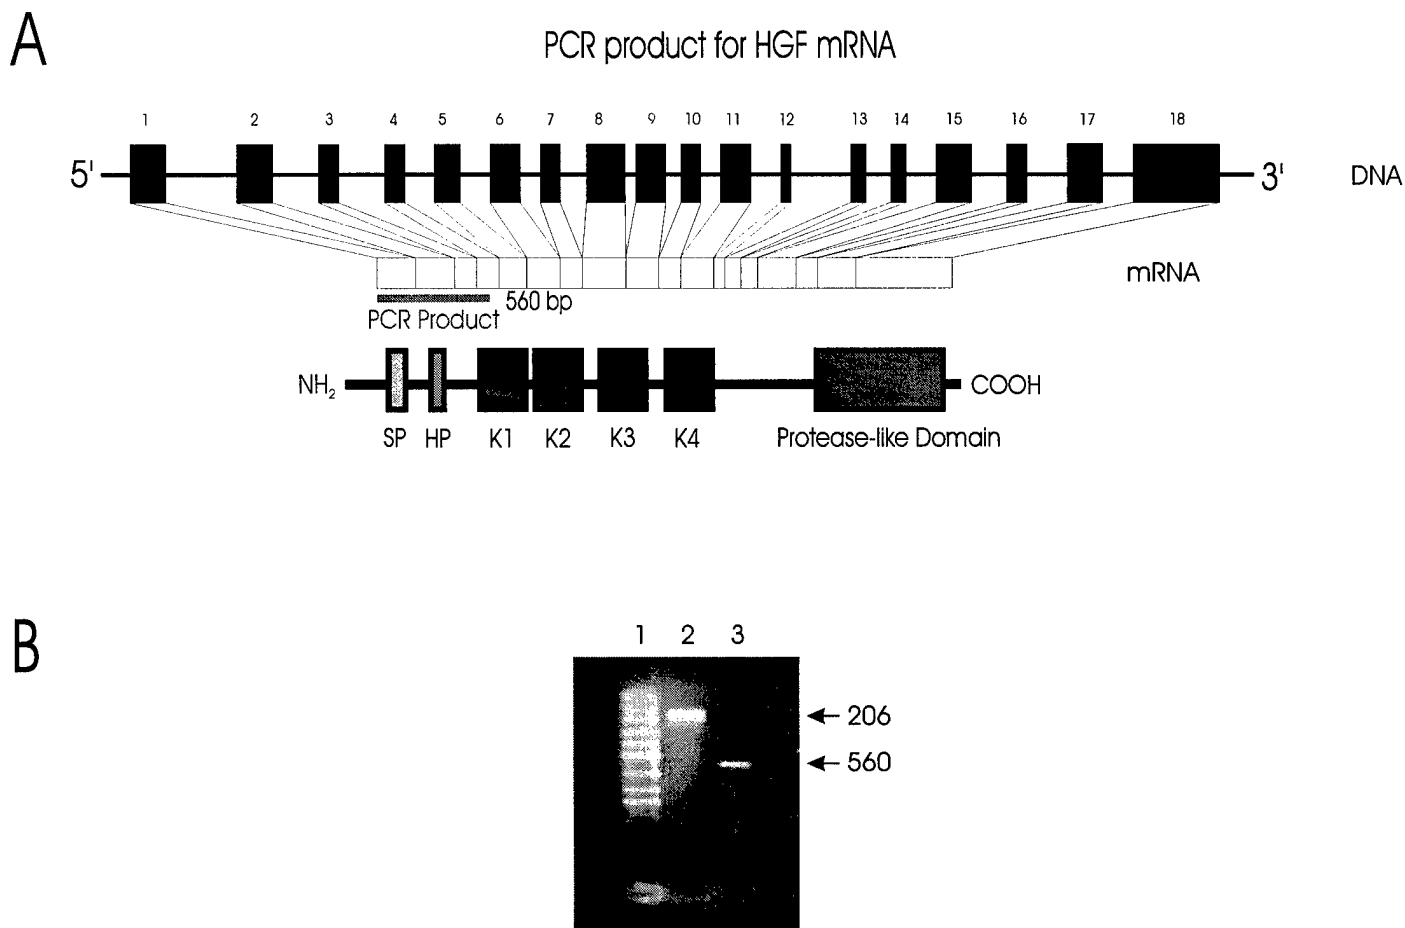 A
PCR product for HGF mRNA
1 2 3 4 5 6 7 8 9 10 11 12 13 14 15 16 17 18
5' 3' DNA
mRNA
560 bp
PCR Product
NH2 COOH
SP HP K1 K2 K3 K4 Protease-like Domain
B
1 2 3
206
560